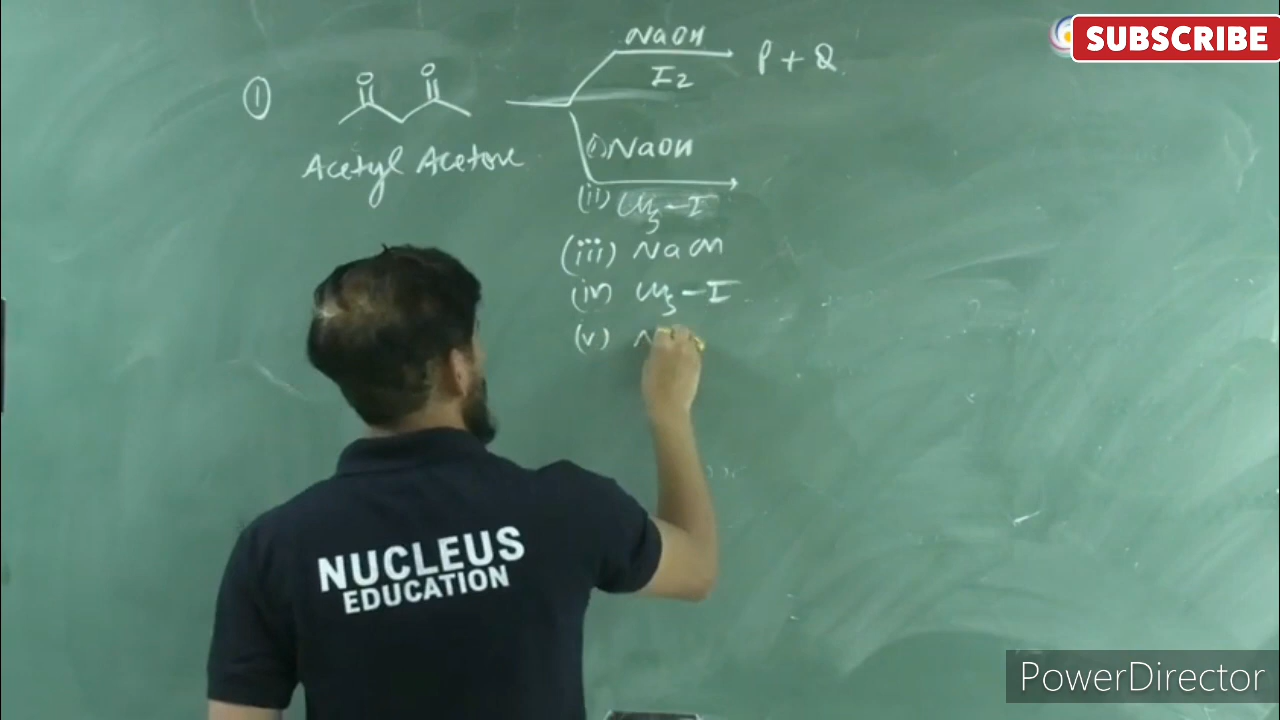 SUBSCRIBE
NaOH
I2
P + Q
①
O O
Acetyl Acetone
(i) NaOH
(ii) CH3-I
(iii) NaOH
(iv) CH3-I
(v) N
NUCLEUS
EDUCATION
PowerDirector